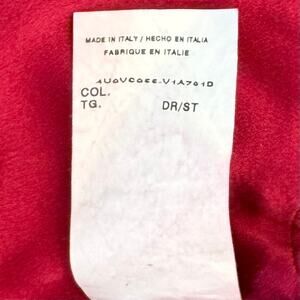 MADE IN ITALY / HECHO EN ITALIA
FABRIQUE EN ITALIE
COL.
TG. DR/ST